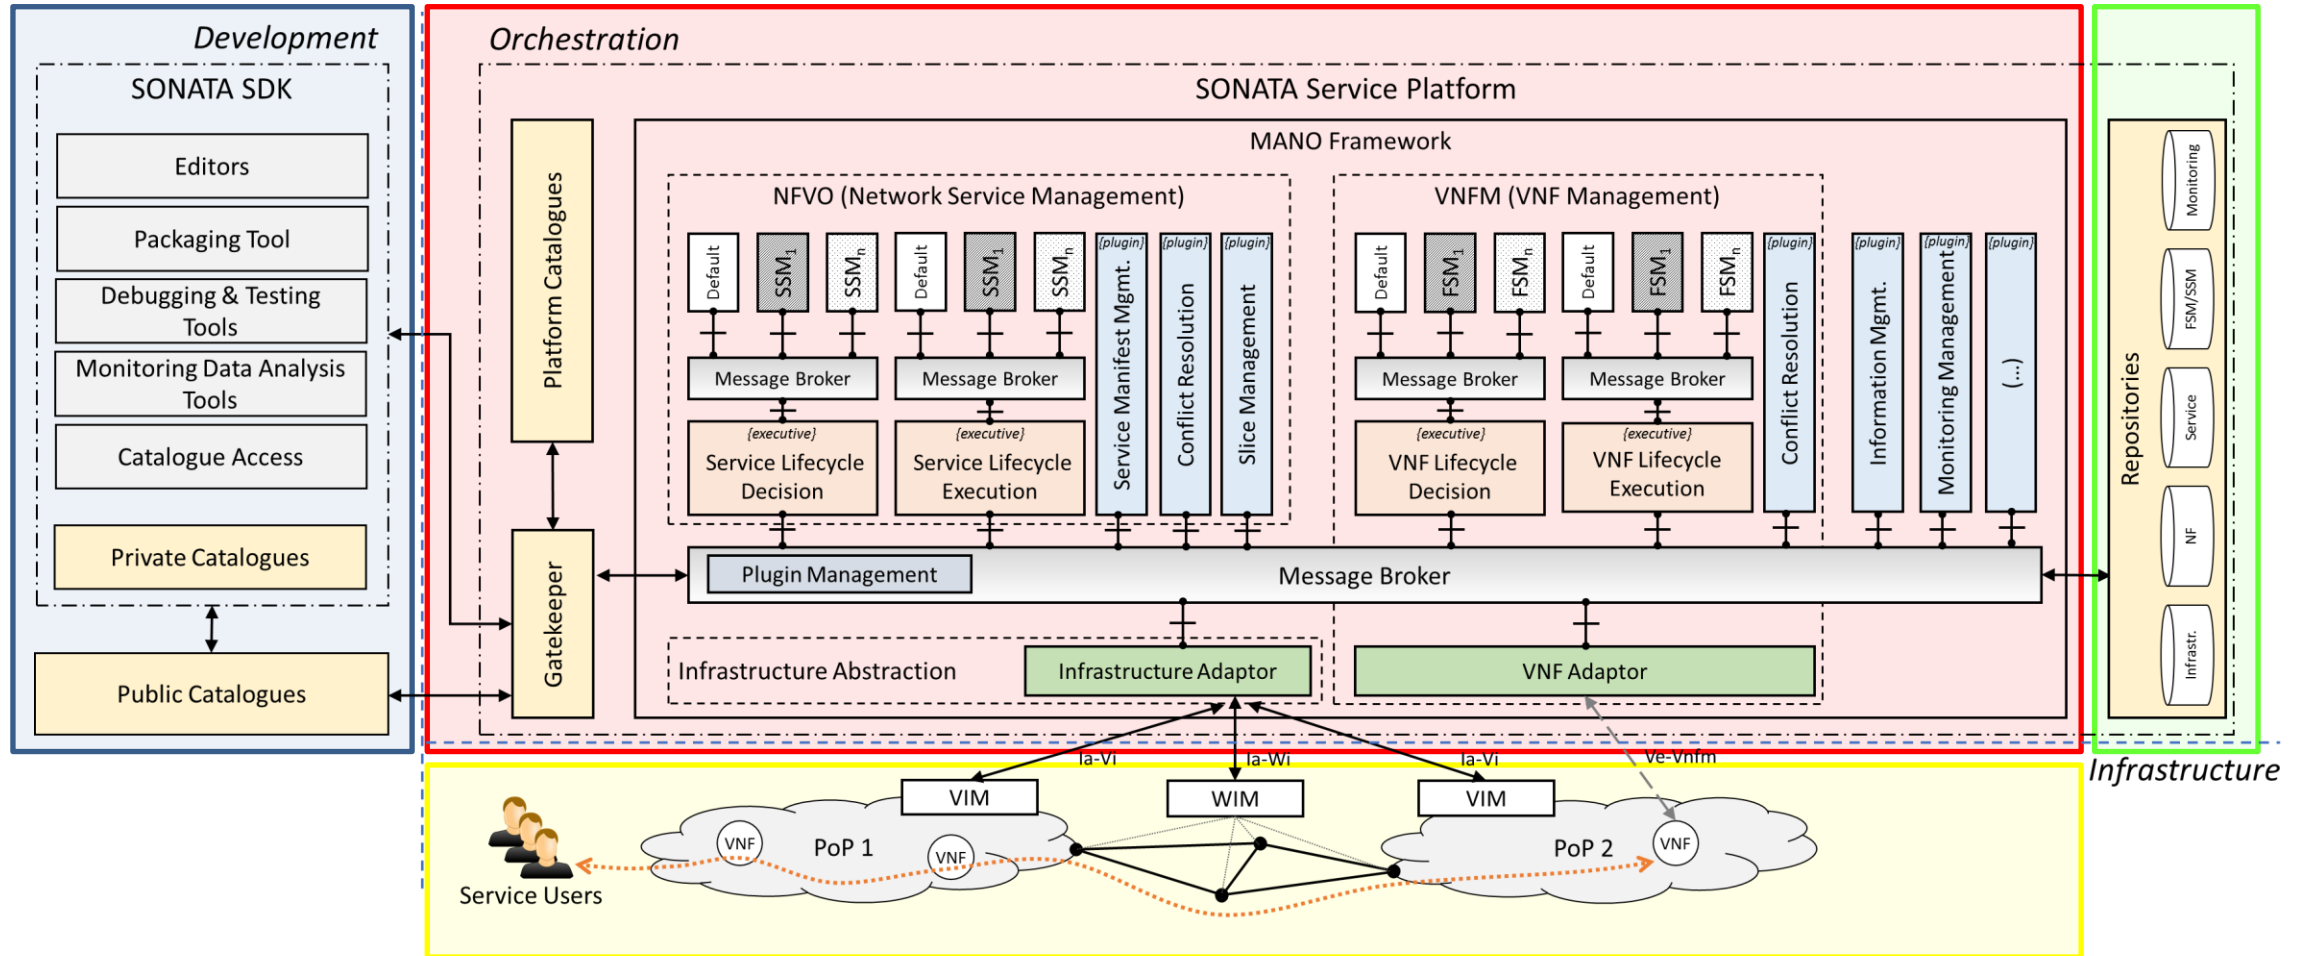 Development
SONATA SDK
Editors
Packaging Tool
Debugging & Testing
Tools
Monitoring Data Analysis
Tools
Catalogue Access
Private Catalogues
Public Catalogues
Orchestration
SONATA Service Platform
Platform Catalogues
Gatekeeper
MANO Framework
NFVO (Network Service Management)
Default
SSM1
SSMn
Default
SSM1
SSMn
Message Broker
Message Broker
{executive}
Service Lifecycle
Decision
{executive}
Service Lifecycle
Execution
{plugin}
Service Manifest Mgmt.
{plugin}
Conflict Resolution
{plugin}
Slice Management
VNFM (VNF Management)
Default
FSM1
FSMn
Default
FSM1
FSMn
Message Broker
Message Broker
{executive}
VNF Lifecycle
Decision
{executive}
VNF Lifecycle
Execution
{plugin}
Conflict Resolution
{plugin}
Information Mgmt.
{plugin}
Monitoring Management
{plugin}
(...)
Plugin Management
Message Broker
Infrastructure Abstraction
Infrastructure Adaptor
VNF Adaptor
Repositories
Monitoring
FSM/SSM
Service
NF
Infrastr.
Infrastructure
Ia-Vi
Ia-Wi
Ia-Vi
Ve-Vnfm
VIM
WIM
VIM
VNF
PoP 1
VNF
PoP 2
VNF
Service Users